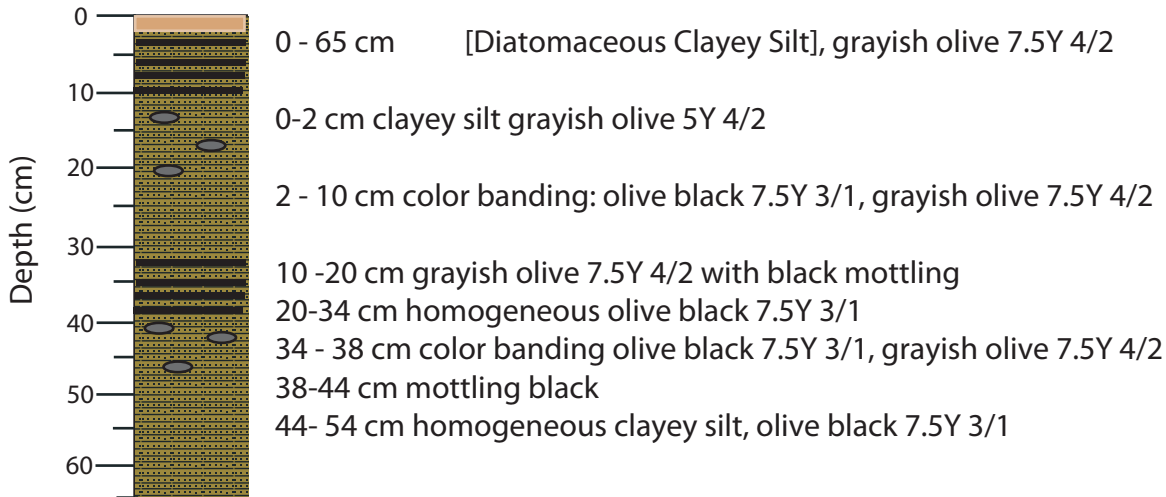 0
10
20
30
40
50
60
Depth (cm)
0 - 65 cm [Diatomaceous Clayey Silt], grayish olive 7.5Y 4/2
0-2 cm clayey silt grayish olive 5Y 4/2
2 - 10 cm color banding: olive black 7.5Y 3/1, grayish olive 7.5Y 4/2
10 -20 cm grayish olive 7.5Y 4/2 with black mottling
20-34 cm homogeneous olive black 7.5Y 3/1
34 - 38 cm color banding olive black 7.5Y 3/1, grayish olive 7.5Y 4/2
38-44 cm mottling black
44- 54 cm homogeneous clayey silt, olive black 7.5Y 3/1